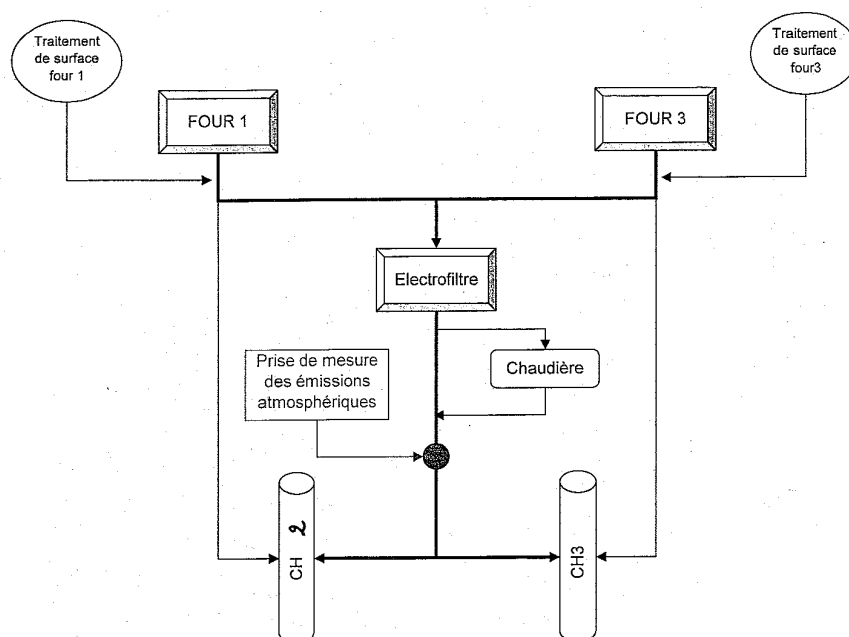 Traitement
de surface
four 1
Traitement
de surface
four3
FOUR 1
FOUR 3
Electrofiltre
Prise de mesure
des émissions
atmosphériques
Chaudière
CH 2
CH3